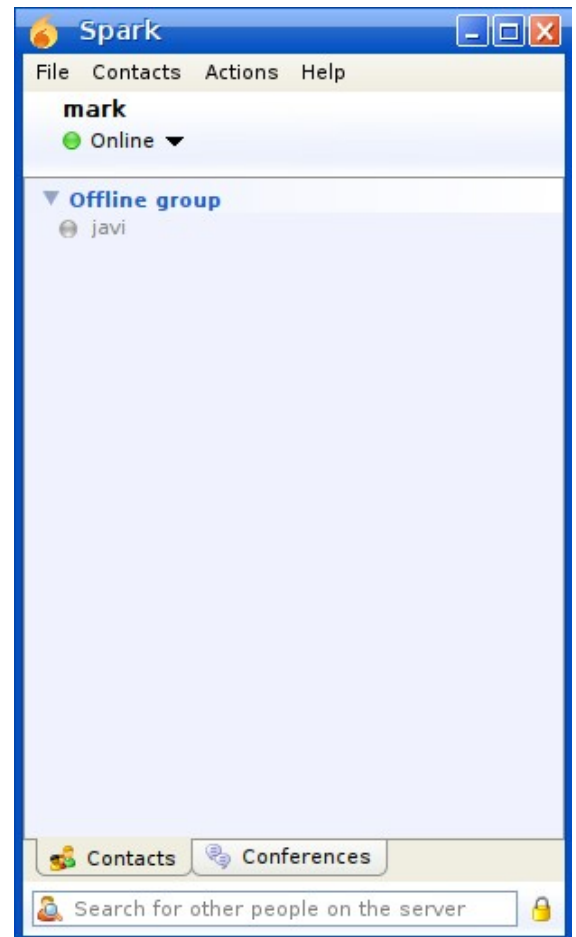 Spark
File Contacts Actions Help
mark
Online
Offline group
javi
Contacts Conferences
Search for other people on the server